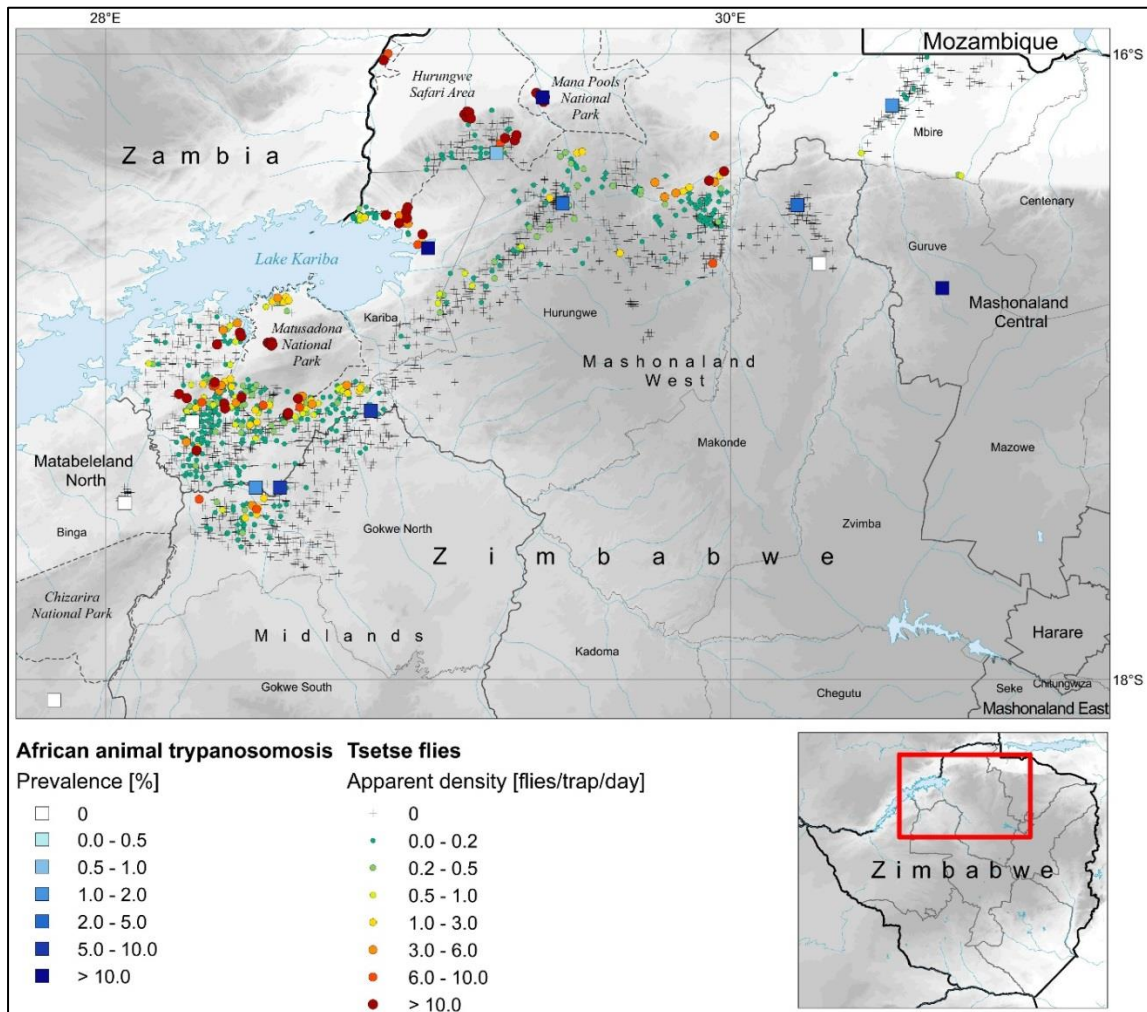 28°E
30°E
Mozambique
16°S
Hurungwe
Safari Area
Mana Pools
National
Park
Mbire
Zambia
Centenary
Lake Kariba
Guruve
Kariba
Hurungwe
Mashonaland
Central
Matusadona
National
Park
Mashonaland
West
Makonde
Mazowe
Matabeleland
North
Binga
Gokwe North
Zvimba
Zimbabwe
Chizarira
National Park
Midlands
Harare
Kadoma
Gokwe South
Chegutu
Seke
Chitungwiza
18°S
Mashonaland East
African animal trypanosomosis
Prevalence [%]
0
0.0 - 0.5
0.5 - 1.0
1.0 - 2.0
2.0 - 5.0
5.0 - 10.0
> 10.0
Tsetse flies
Apparent density [flies/trap/day]
0
0.0 - 0.2
0.2 - 0.5
0.5 - 1.0
1.0 - 3.0
3.0 - 6.0
6.0 - 10.0
> 10.0
Zimbabwe